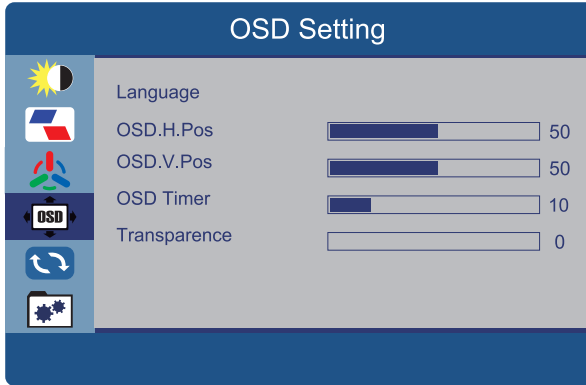 OSD Setting
Language
OSD.H.Pos 50
OSD.V.Pos 50
OSD Timer 10
Transparence 0
OSD